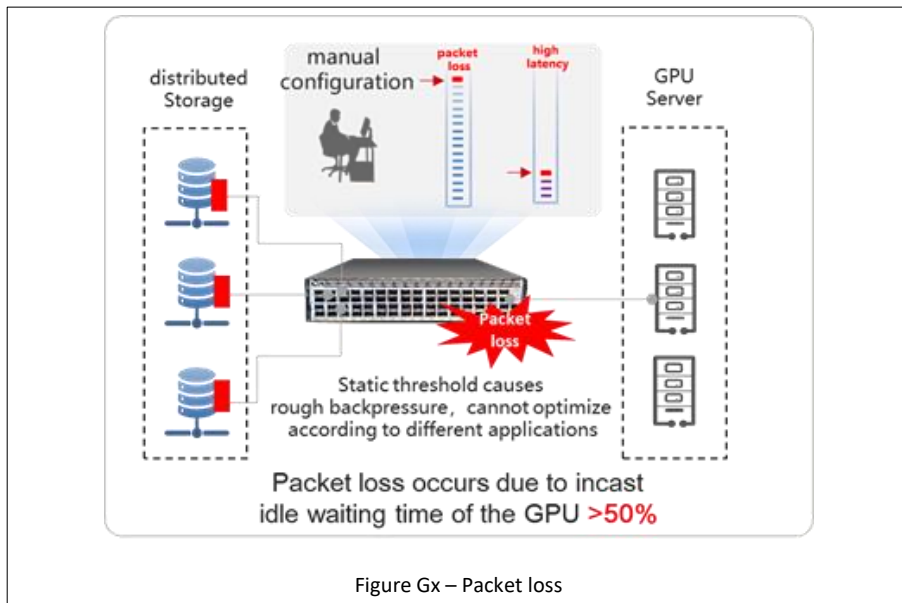 manual
configuration
packet
loss
high
latency
distributed
Storage
GPU
Server
Packet
loss
Static threshold causes
rough backpressure, cannot optimize
according to different applications
Packet loss occurs due to incast
idle waiting time of the GPU >50%
Figure Gx – Packet loss